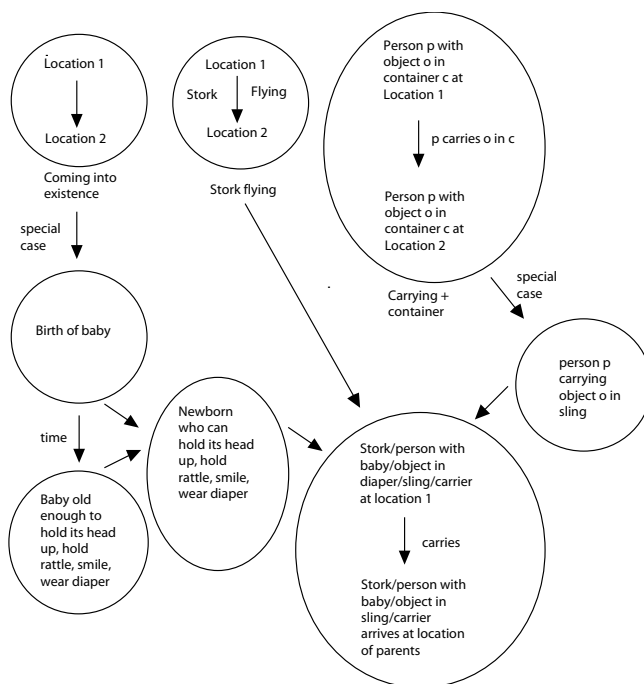 Location 1
Location 2
Coming into
existence
Location 1
Stork
Flying
Location 2
Stork flying
Person p with
object o in
container c at
Location 1
p carries o in c
Person p with
object o in
container c at
Location 2
Carrying +
container
special
case
special
case
Birth of baby
person p
carrying
object o in
sling
time
Newborn
who can
hold its head
up, hold
rattle, smile,
wear diaper
Baby old
enough to
hold its head
up, hold
rattle, smile,
wear diaper
Stork/person with
baby/object in
diaper/sling/carrier
at location 1
carries
Stork/person with
baby/object in
sling/carrier
arrives at location
of parents